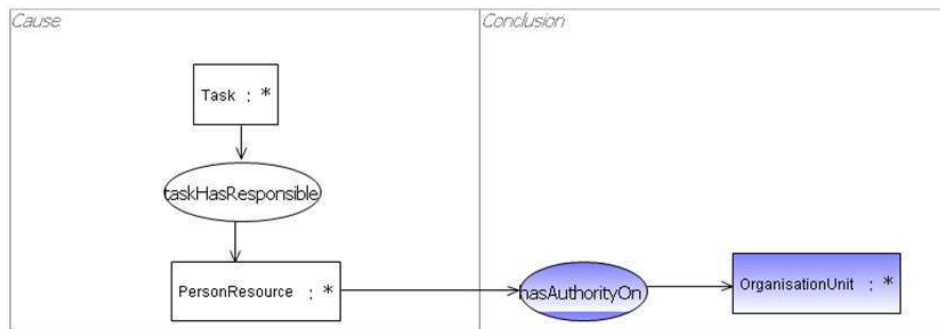 Cause
Conclusion
Task : *
taskHasResponsible
PersonResource : *
hasAuthorityOn
OrganisationUnit : *